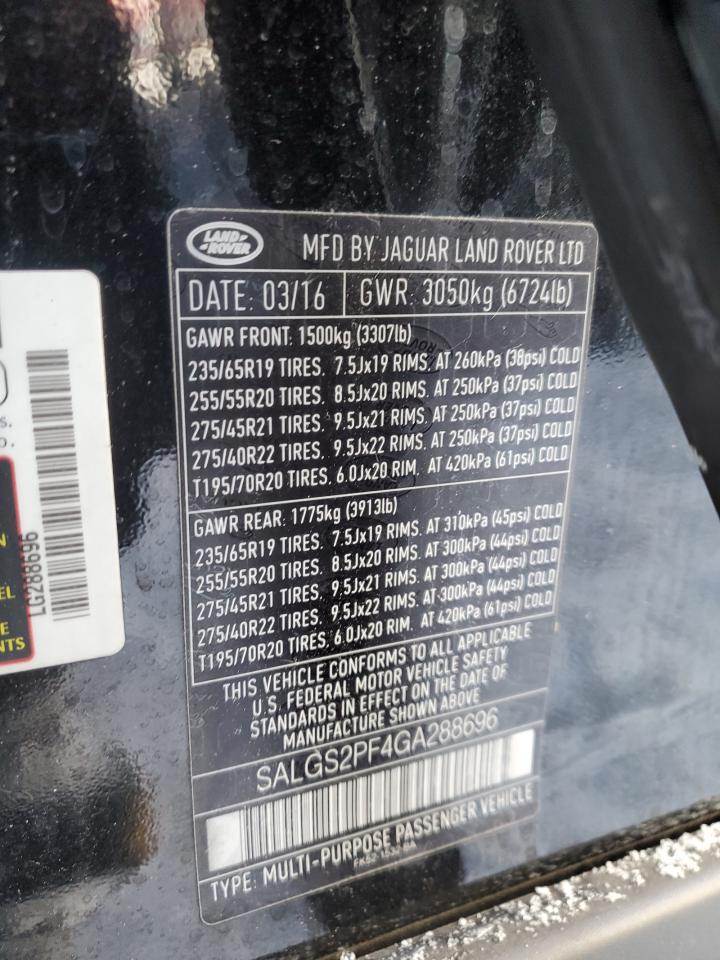 LAND
ROVER
MFD BY JAGUAR LAND ROVER LTD
DATE: 03/16 GWR: 3050kg (6724lb)
GAWR FRONT: 1500kg (3307lb)
235/65R19 TIRES. 7.5Jx19 RIMS. AT 260kPa (38psi) COLD
255/55R20 TIRES. 8.5Jx20 RIMS. AT 250kPa (37psi) COLD
275/45R21 TIRES. 9.5Jx21 RIMS. AT 250kPa (37psi) COLD
275/40R22 TIRES. 9.5Jx22 RIMS. AT 250kPa (37psi) COLD
T195/70R20 TIRES. 6.0Jx20 RIM. AT 420kPa (61psi) COLD
GAWR REAR: 1775kg (3913lb)
235/65R19 TIRES. 7.5Jx19 RIMS. AT 310kPa (45psi) COLD
255/55R20 TIRES. 8.5Jx20 RIMS. AT 300kPa (44psi) COLD
275/45R21 TIRES. 9.5Jx21 RIMS. AT 300kPa (44psi) COLD
275/40R22 TIRES. 9.5Jx22 RIMS. AT 300kPa (44psi) COLD
T195/70R20 TIRES. 6.0Jx20 RIM. AT 420kPa (61psi) COLD
THIS VEHICLE CONFORMS TO ALL APPLICABLE
U.S. FEDERAL MOTOR VEHICLE SAFETY
STANDARDS IN EFFECT ON THE DATE OF
MANUFACTURE SHOWN ABOVE
SALGS2PF4GA288696
TYPE: MULTI-PURPOSE PASSENGER VEHICLE
LG288696